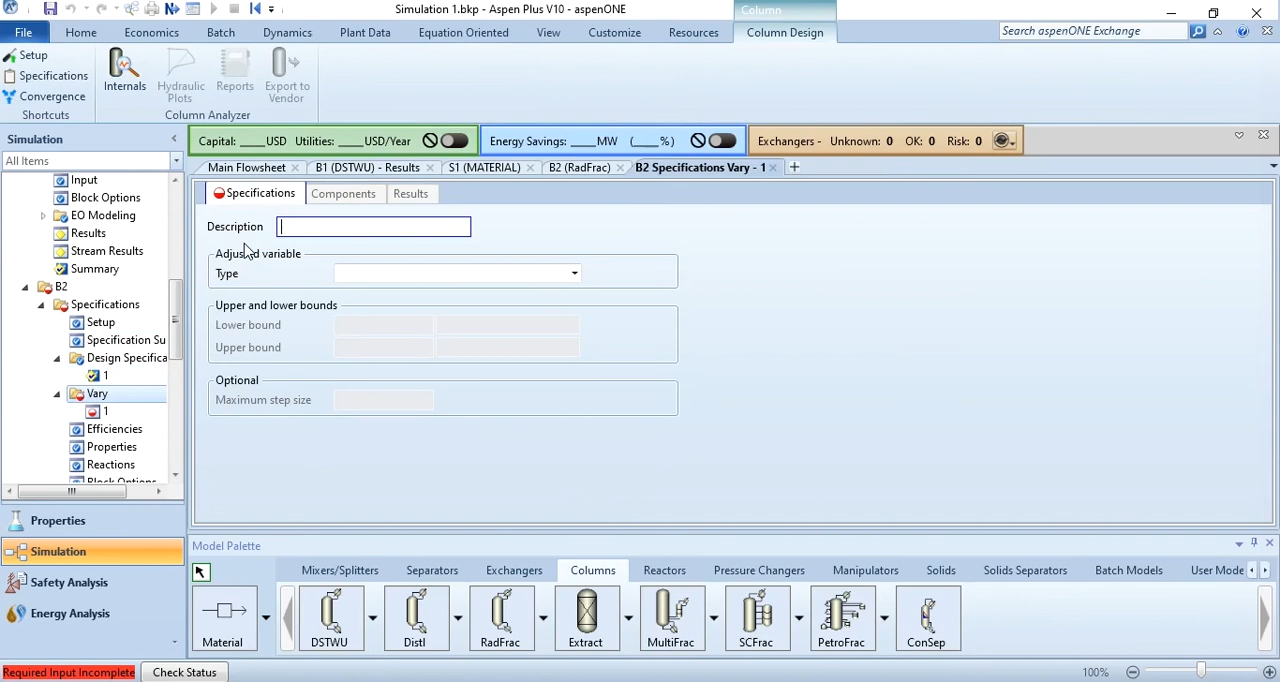 Simulation 1.bkp - Aspen Plus V10 - aspenONE
Column
File Home Economics Batch Dynamics Plant Data Equation Oriented View Customize Resources Column Design
Search aspenONE Exchange
Setup
Specifications
Convergence
Shortcuts
Internals
Hydraulic
Plots
Reports
Export to
Vendor
Column Analyzer
Simulation
All Items
Capital: ____USD Utilities: ____USD/Year
Energy Savings: ____MW (____%)
Exchangers - Unknown: 0 OK: 0 Risk: 0
Main Flowsheet B1 (DSTWU) - Results S1 (MATERIAL) B2 (RadFrac) B2 Specifications Vary - 1
Input
Block Options
EO Modeling
Results
Stream Results
Summary
B2
Specifications
Setup
Specification Su
Design Specifica
1
Vary
1
Efficiencies
Properties
Reactions
Block Options
Specifications Components Results
Description
Adjusted variable
Type
Upper and lower bounds
Lower bound
Upper bound
Optional
Maximum step size
Properties
Simulation
Safety Analysis
Energy Analysis
Model Palette
Mixers/Splitters Separators Exchangers Columns Reactors Pressure Changers Manipulators Solids Solids Separators Batch Models User Mode
Material DSTWU Distl RadFrac Extract MultiFrac SCFrac PetroFrac ConSep
Required Input Incomplete Check Status
100%